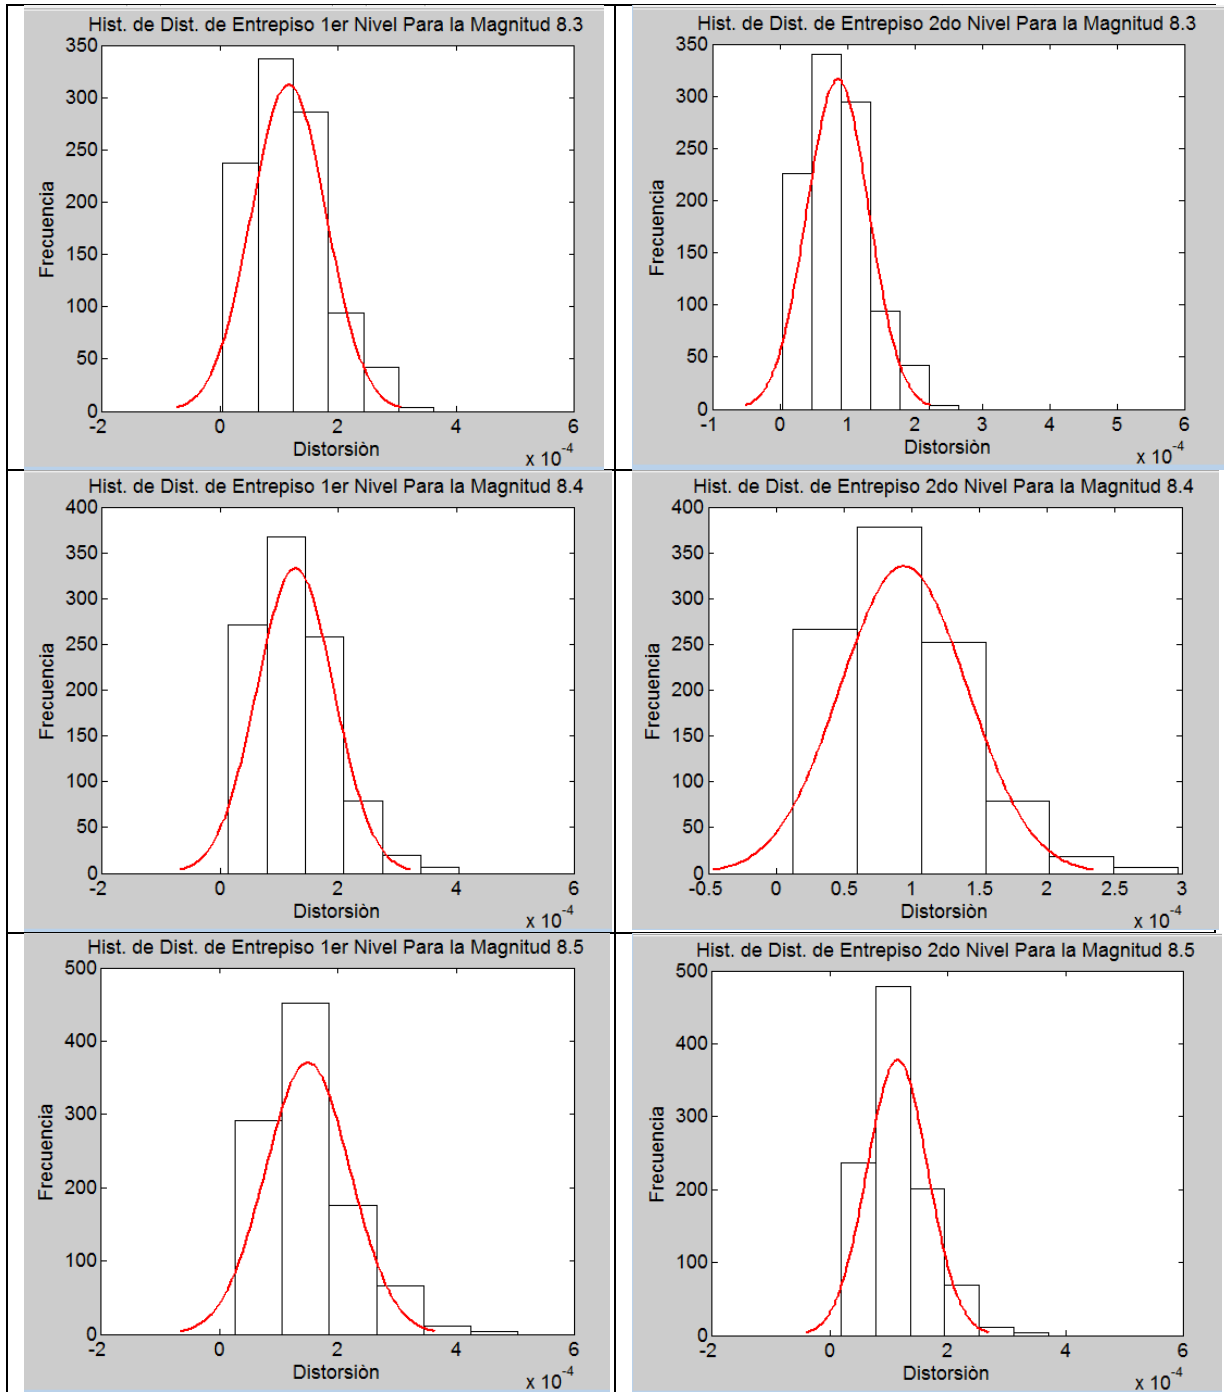 Hist. de Dist. de Entrepiso 1er Nivel Para la Magnitud 8.3
350
300
250
200
150
100
50
0
Frecuencia
-2 0 2 4 6
Distorsiòn
x 10^-4
Hist. de Dist. de Entrepiso 2do Nivel Para la Magnitud 8.3
350
300
250
200
150
100
50
0
Frecuencia
-1 0 1 2 3 4 5 6
Distorsiòn
x 10^-4
Hist. de Dist. de Entrepiso 1er Nivel Para la Magnitud 8.4
400
350
300
250
200
150
100
50
0
Frecuencia
-2 0 2 4 6
Distorsiòn
x 10^-4
Hist. de Dist. de Entrepiso 2do Nivel Para la Magnitud 8.4
400
350
300
250
200
150
100
50
0
Frecuencia
-0.5 0 0.5 1 1.5 2 2.5 3
Distorsiòn
x 10^-4
Hist. de Dist. de Entrepiso 1er Nivel Para la Magnitud 8.5
500
400
300
200
100
0
Frecuencia
-2 0 2 4 6
Distorsiòn
x 10^-4
Hist. de Dist. de Entrepiso 2do Nivel Para la Magnitud 8.5
500
400
300
200
100
0
Frecuencia
-2 0 2 4 6
Distorsiòn
x 10^-4